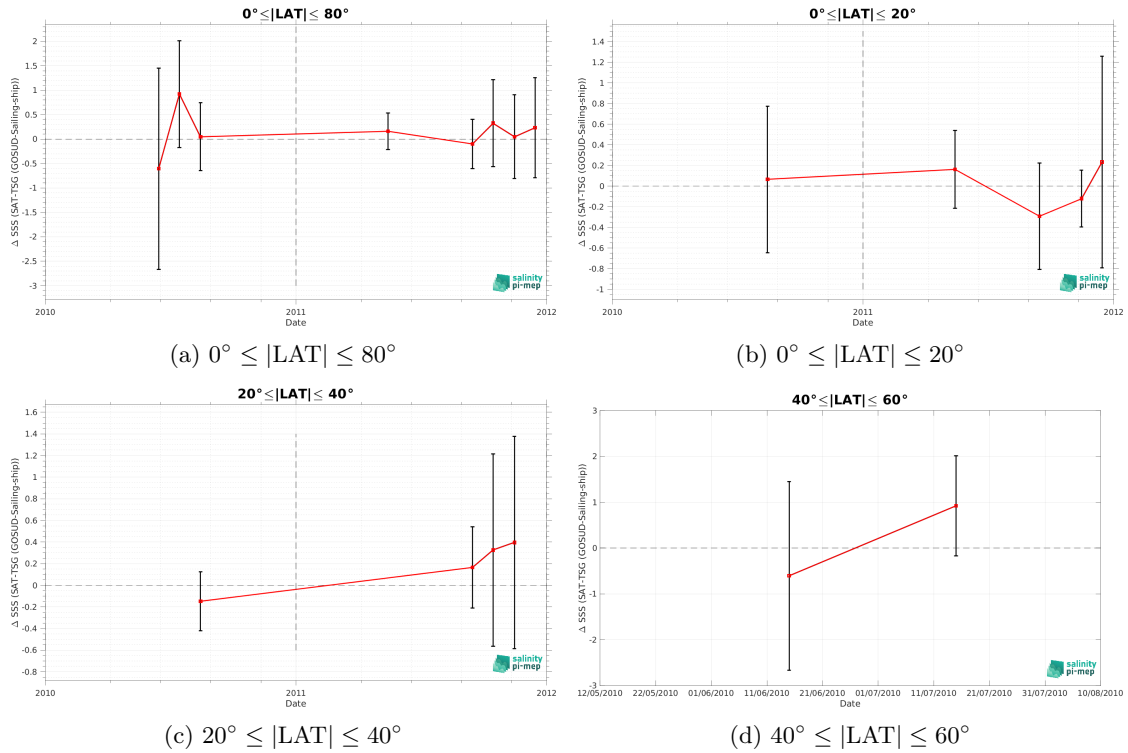 0°≤|LAT|≤ 80°
Δ SSS (SAT-TSG (GOSUD-Sailing-ship))
2
1.5
1
0.5
0
-0.5
-1
-1.5
-2
-2.5
-3
2010
2011
2012
Date
salinity
pi-mep
(a) 0° ≤ |LAT| ≤ 80°
0°≤|LAT|≤ 20°
Δ SSS (SAT-TSG (GOSUD-Sailing-ship))
1.4
1.2
1
0.8
0.6
0.4
0.2
0
-0.2
-0.4
-0.6
-0.8
-1
2010
2011
2012
Date
salinity
pi-mep
(b) 0° ≤ |LAT| ≤ 20°
20°≤|LAT|≤ 40°
Δ SSS (SAT-TSG (GOSUD-Sailing-ship))
1.6
1.4
1.2
1
0.8
0.6
0.4
0.2
0
-0.2
-0.4
-0.6
-0.8
2010
2011
2012
Date
salinity
pi-mep
(c) 20° ≤ |LAT| ≤ 40°
40°≤|LAT|≤ 60°
Δ SSS (SAT-TSG (GOSUD-Sailing-ship))
3
2
1
0
-1
-2
-3
12/05/2010 22/05/2010 01/06/2010 11/06/2010 21/06/2010 01/07/2010 11/07/2010 21/07/2010 31/07/2010 10/08/2010
Date
salinity
pi-mep
(d) 40° ≤ |LAT| ≤ 60°